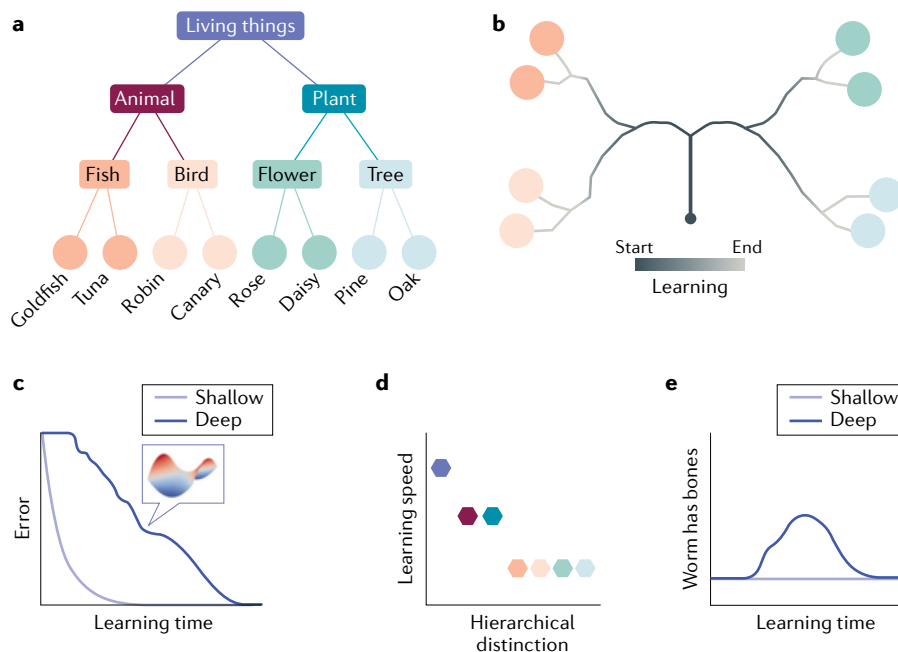 a
Living things
Animal
Plant
Fish
Bird
Flower
Tree
Goldfish
Tuna
Robin
Canary
Rose
Daisy
Pine
Oak
b
Start
End
Learning
c
Shallow
Deep
Error
Learning time
d
Learning speed
Hierarchical
distinction
e
Shallow
Deep
Worm has bones
Learning time